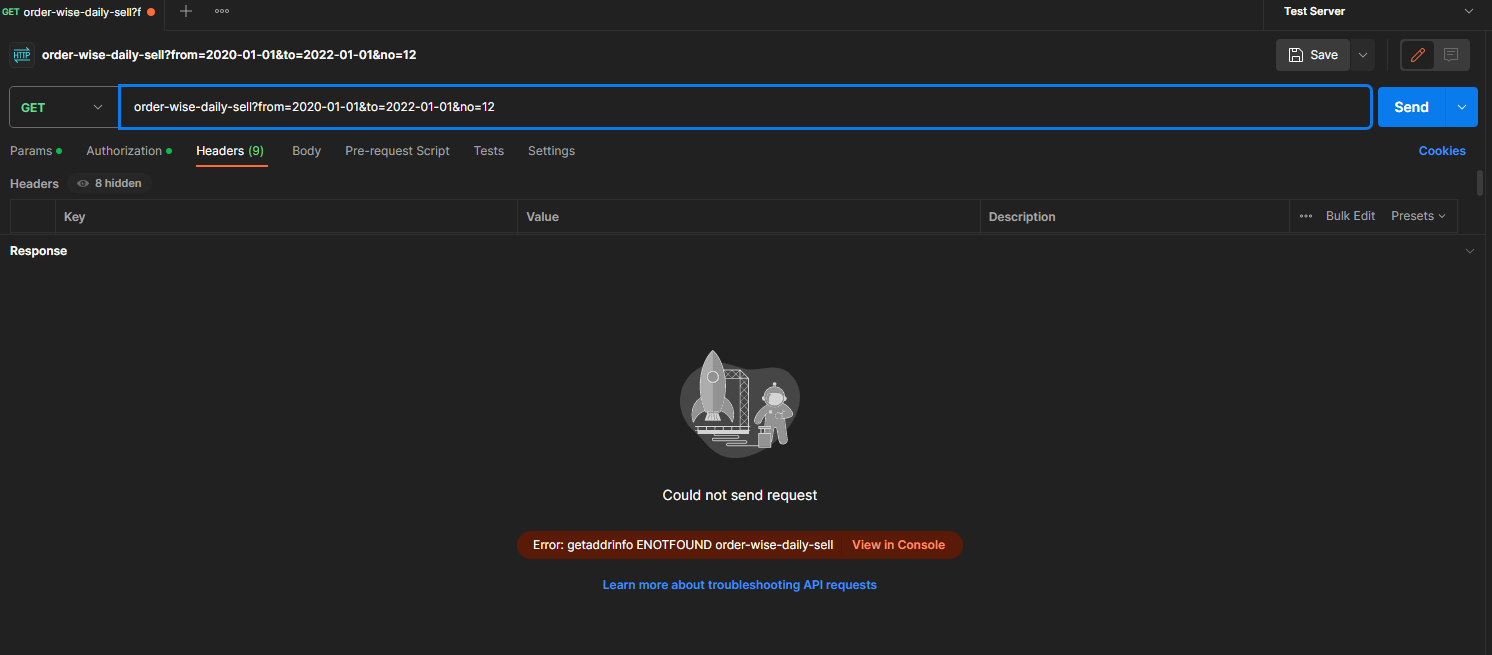 GET order-wise-daily-sell?f
Test Server
HTTP order-wise-daily-sell?from=2020-01-01&to=2022-01-01&no=12
Save
GET order-wise-daily-sell?from=2020-01-01&to=2022-01-01&no=12 Send
Params Authorization Headers (9) Body Pre-request Script Tests Settings Cookies
Headers 8 hidden
Key Value Description Bulk Edit Presets
Response
Could not send request
Error: getaddrinfo ENOTFOUND order-wise-daily-sell View in Console
Learn more about troubleshooting API requests